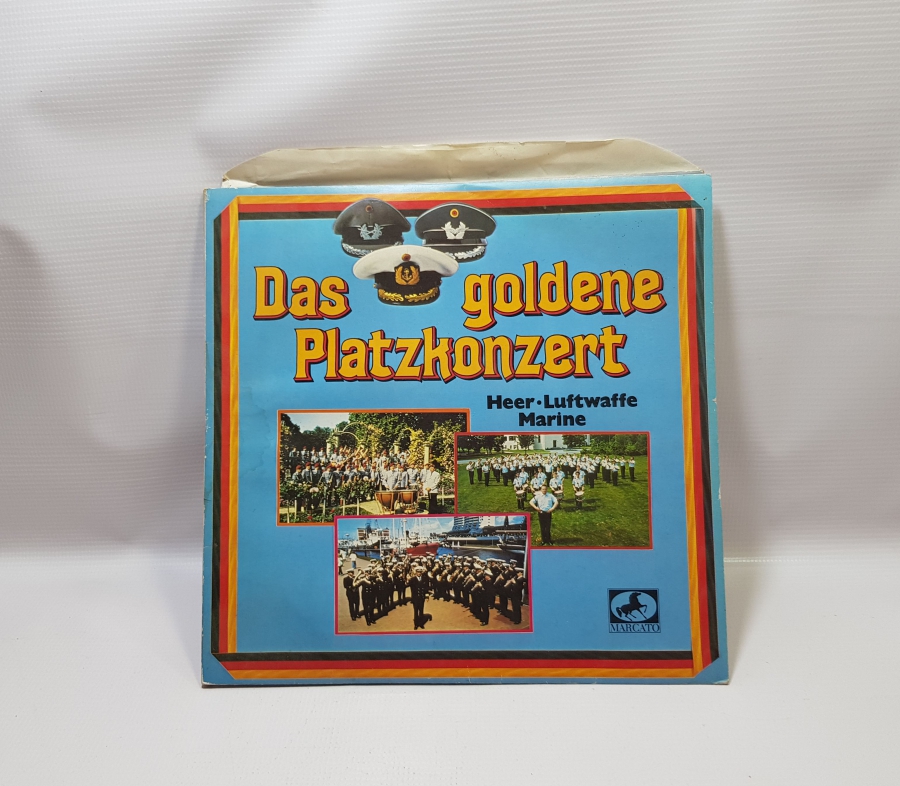 Das goldene
Platzkonzert
Heer · Luftwaffe
Marine
MARCATO